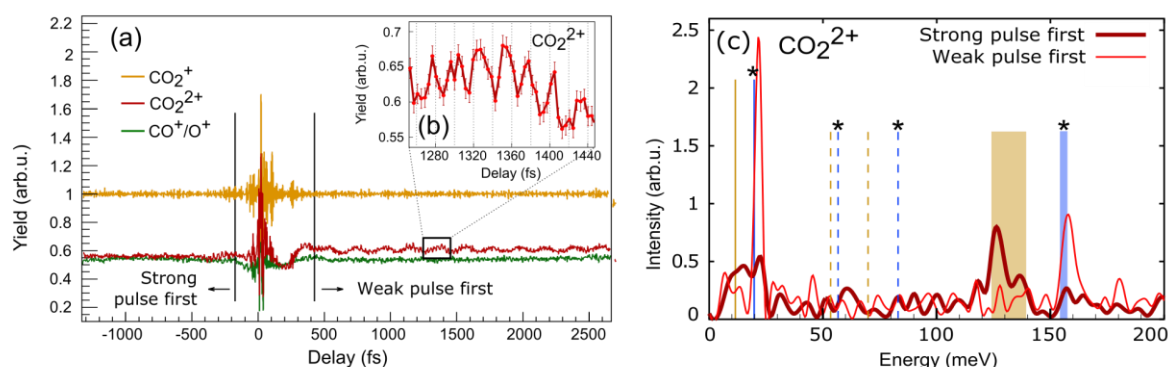 (a)
CO₂⁺
CO₂²⁺
CO⁺/O⁺
Yield (arb.u.)
2.2
2
1.8
1.6
1.4
1.2
1
0.8
0.6
0.4
0.2
Strong
pulse first
Weak pulse first
-1000
-500
0
500
1000
1500
2000
2500
Delay (fs)
(b)
CO₂²⁺
Yield (arb.u.)
0.7
0.65
0.6
0.55
1280
1320
1360
1400
1440
Delay (fs)
(c)
CO₂²⁺
Strong pulse first
Weak pulse first
*
*
*
*
Intensity (arb.u.)
2.5
2
1.5
1
0.5
0
0
50
100
150
200
Energy (meV)